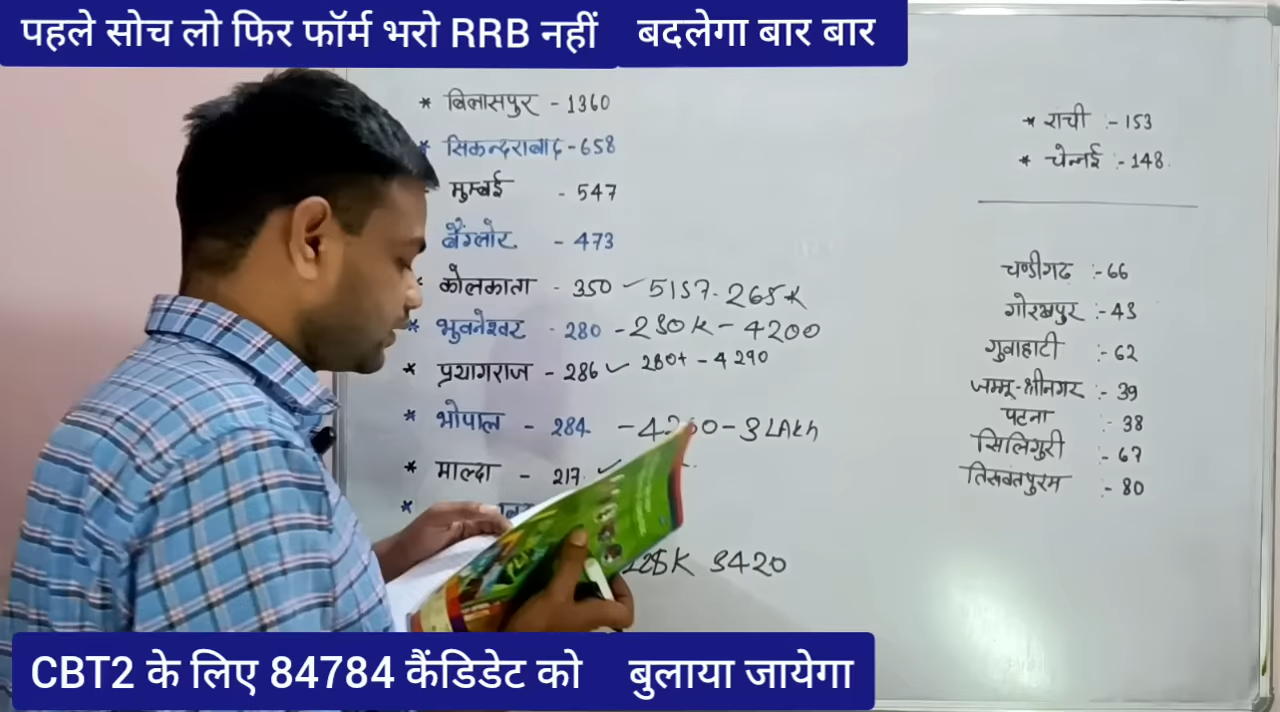 पहले सोच लो फिर फॉर्म भरो RRB नहीं बदलेगा बार बार
* बिलासपुर - 1360
* सिकन्दराबाद - 658
मुम्बई - 547
बैंग्लोर - 473
* कोलकाता - 350 ✓ 5157 - 265K
* भुवनेश्वर - 280 - 230K - 4200
* प्रयागराज - 286 ✓ 280+ - 4290
* भोपाल - 284 - 3 LAKh
* माल्दा - 217 ✓
*
225K 3420
* रांची :- 153
* चेन्नई :- 148
चण्डीगढ :- 66
गोरखपुर :- 43
गुवाहाटी :- 62
जम्मू-श्रीनगर :- 39
पटना :- 38
सिलिगुरी :- 67
तिरुवंतपुरम :- 80
CBT2 के लिए 84784 कैंडिडेट को बुलाया जायेगा